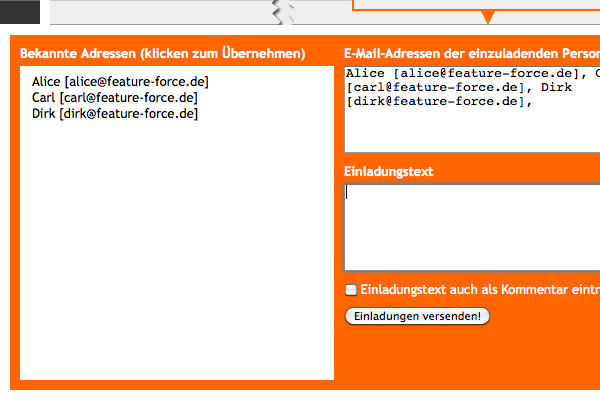 Bekannte Adressen (klicken zum Übernehmen)
Alice [alice@feature-force.de]
Carl [carl@feature-force.de]
Dirk [dirk@feature-force.de]
E-Mail-Adressen der einzuladenden
Alice [alice@feature-force.de],
[carl@feature-force.de], Dirk
[dirk@feature-force.de],
Einladungstext
Einladungstext auch als Kommentar
Einladungen versenden!